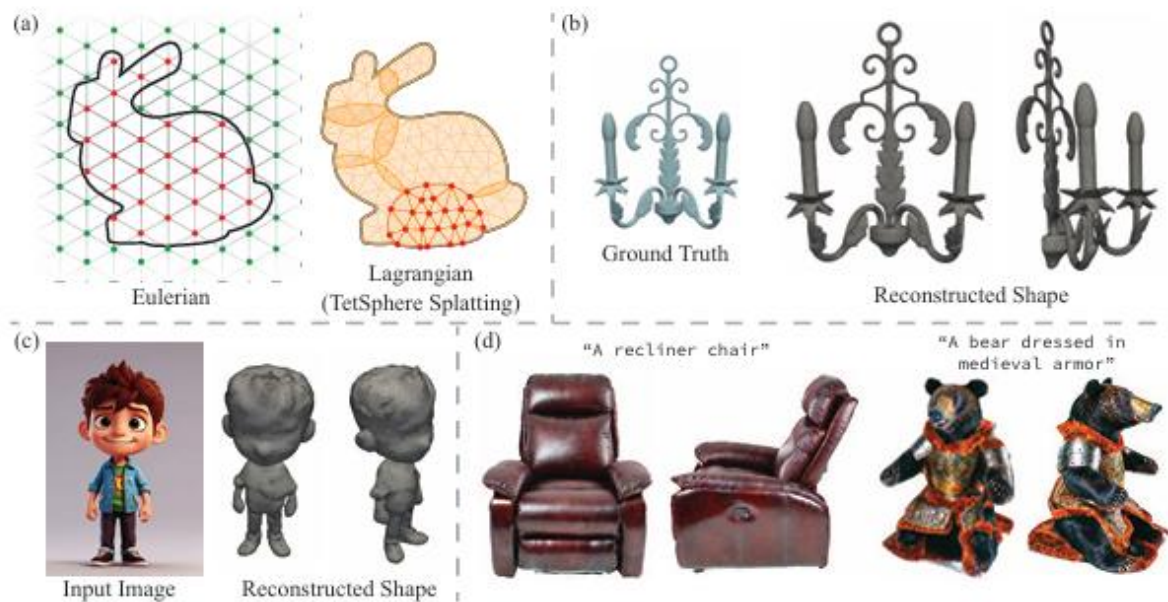 (a)
Eulerian
Lagrangian
(TetSphere Splatting)
(b)
Ground Truth
Reconstructed Shape
(c)
Input Image
Reconstructed Shape
(d)
“A recliner chair”
“A bear dressed in
medieval armor”